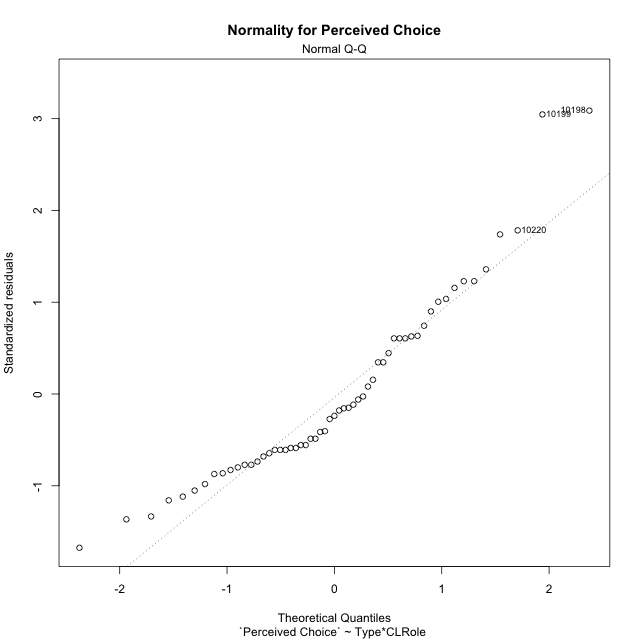 Normality for Perceived Choice
Normal Q-Q
Standardized residuals
3
2
1
0
-1
10198
10199
10220
-2
-1
0
1
2
Theoretical Quantiles
`Perceived Choice` ~ Type*CLRole